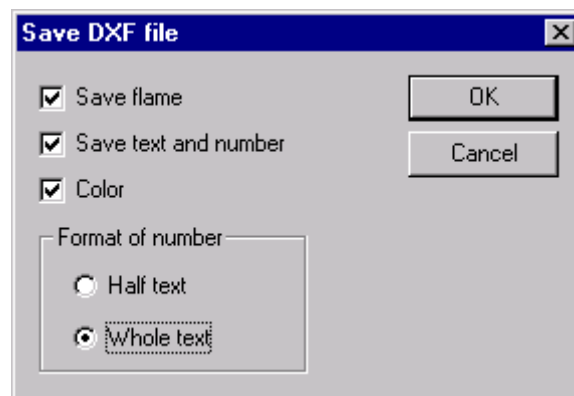 Save DXF file
Save flame
OK
Save text and number
Cancel
Color
Format of number
Half text
Whole text